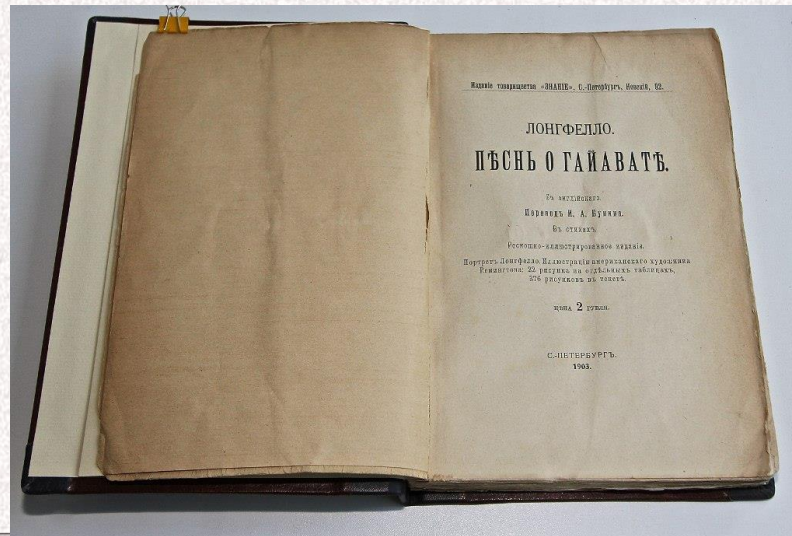 Изданіе товарищества «ЗНАНІЕ», С.-Петербургъ, Невскій, 92.
ЛОНГФЕЛЛО.
ПѢСНЬ О ГАЙАВАТѢ.
Съ англійскаго.
Переводъ И. А. Бунина.
Въ стихахъ.
Роскошно-иллюстрированное изданіе.
Портретъ Лонгфелло. Иллюстраціи американскаго художника
Ремингтона: 22 рисунка на отдѣльныхъ таблицахъ,
376 рисунковъ въ текстѣ.
ЦѢНА 2 РУБЛЯ.
С.-ПЕТЕРБУРГЪ.
1903.